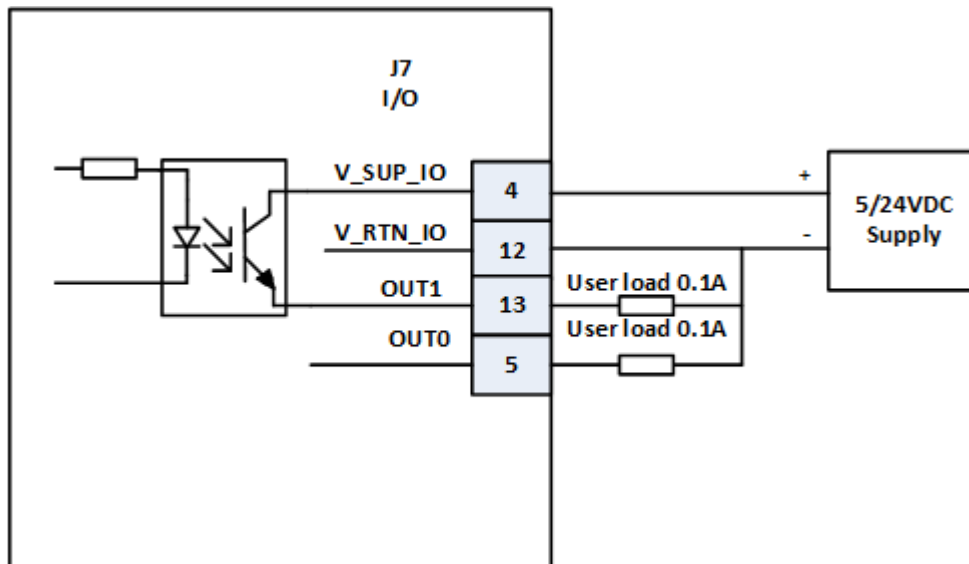 J7
I/O
V_SUP_IO
4
+
5/24VDC
Supply
V_RTN_IO
12
-
OUT1
13
User load 0.1A
OUT0
5
User load 0.1A